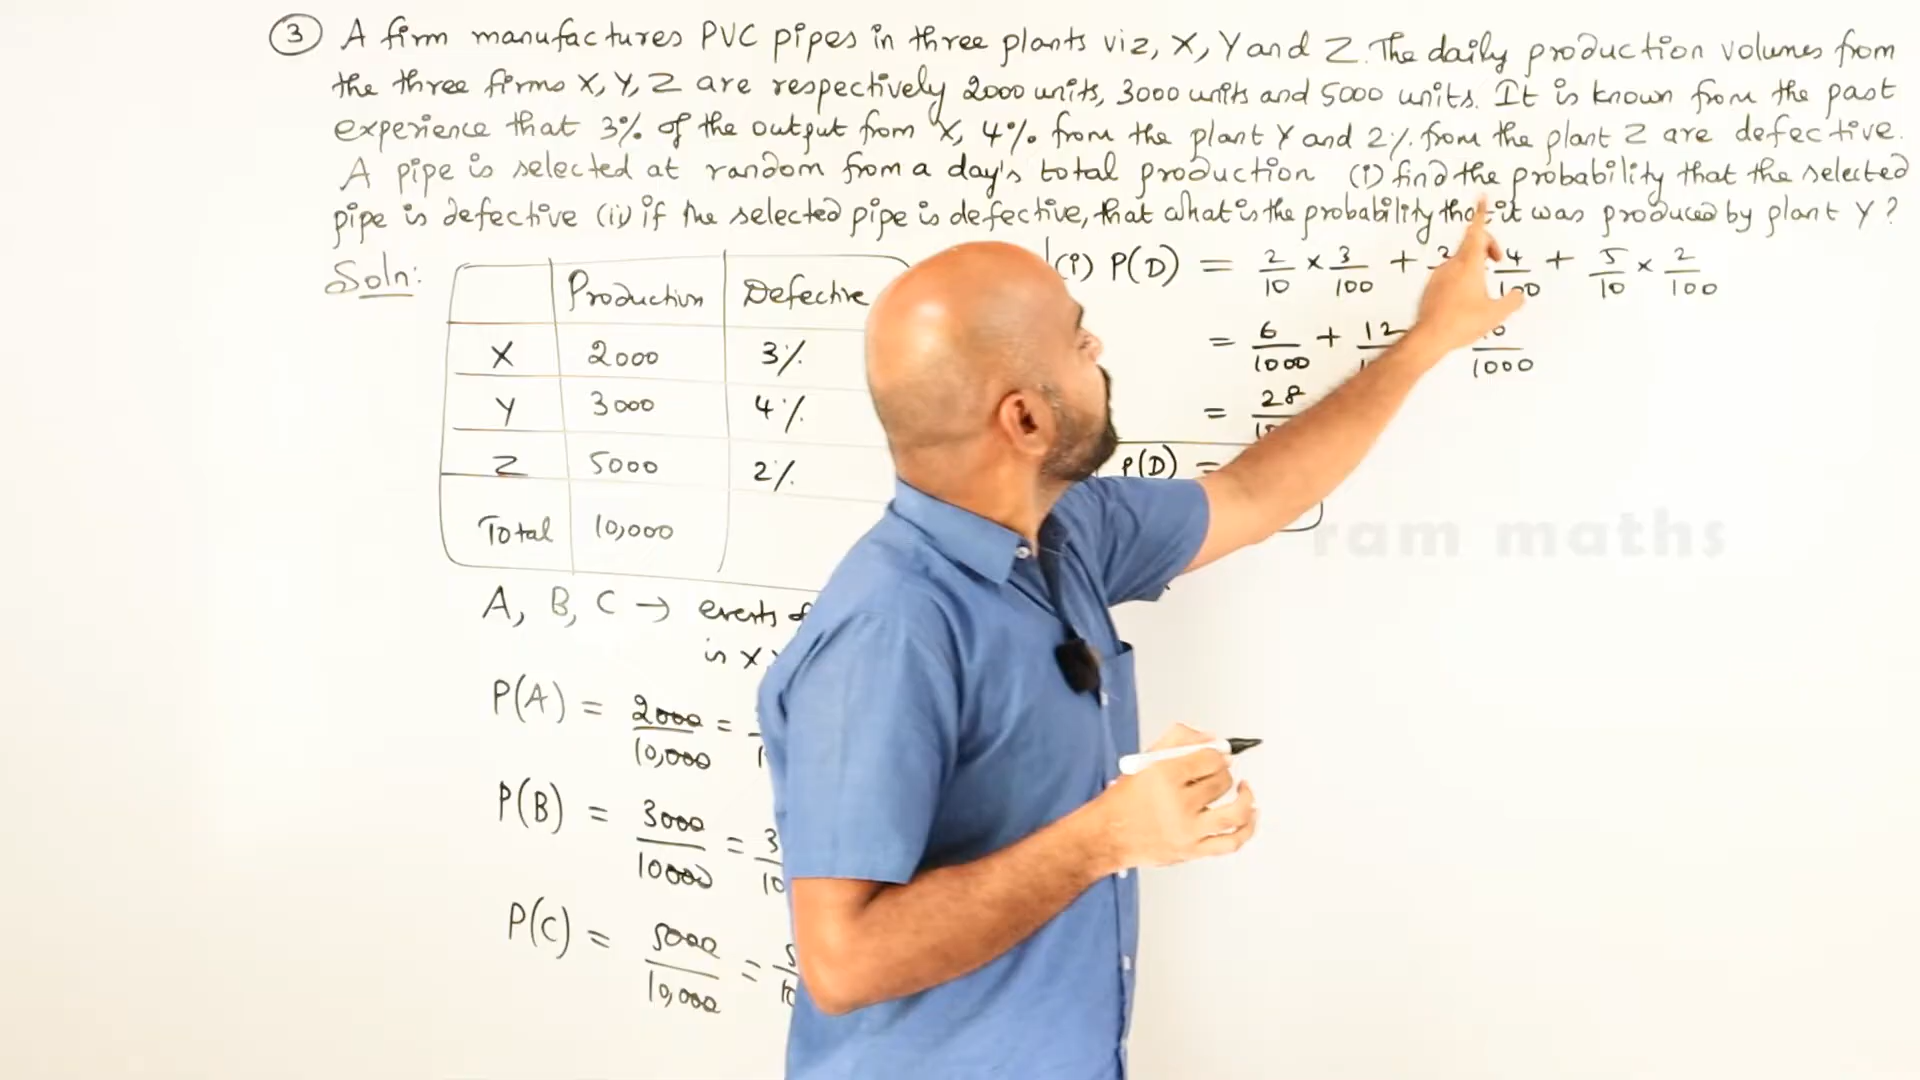 3 A firm manufactures PVC pipes in three plants viz, X, Y and Z. The daily production volumes from
the three firms X, Y, Z are respectively 2000 units, 3000 units and 5000 units. It is known from the past
experience that 3% of the output from X, 4% from the plant Y and 2% from the plant Z are defective.
A pipe is selected at random from a day's total production (i) find the probability that the selected
pipe is defective (ii) if the selected pipe is defective, that what is the probability that it was produced by plant Y ?
Soln:
Production Defective
X 2000 3%
Y 3000 4%
Z 5000 2%
Total 10,000
A, B, C → events of
in X
P(A) = 2000/10,000 =
P(B) = 3000/10000 = 3/10
P(C) = 5000/10,000 = 5/10
(i) P(D) = 2/10 × 3/100 + 3 4/100 + 5/10 × 2/100
= 6/1000 + 12 /1000
= 28
P(D) =
ram maths